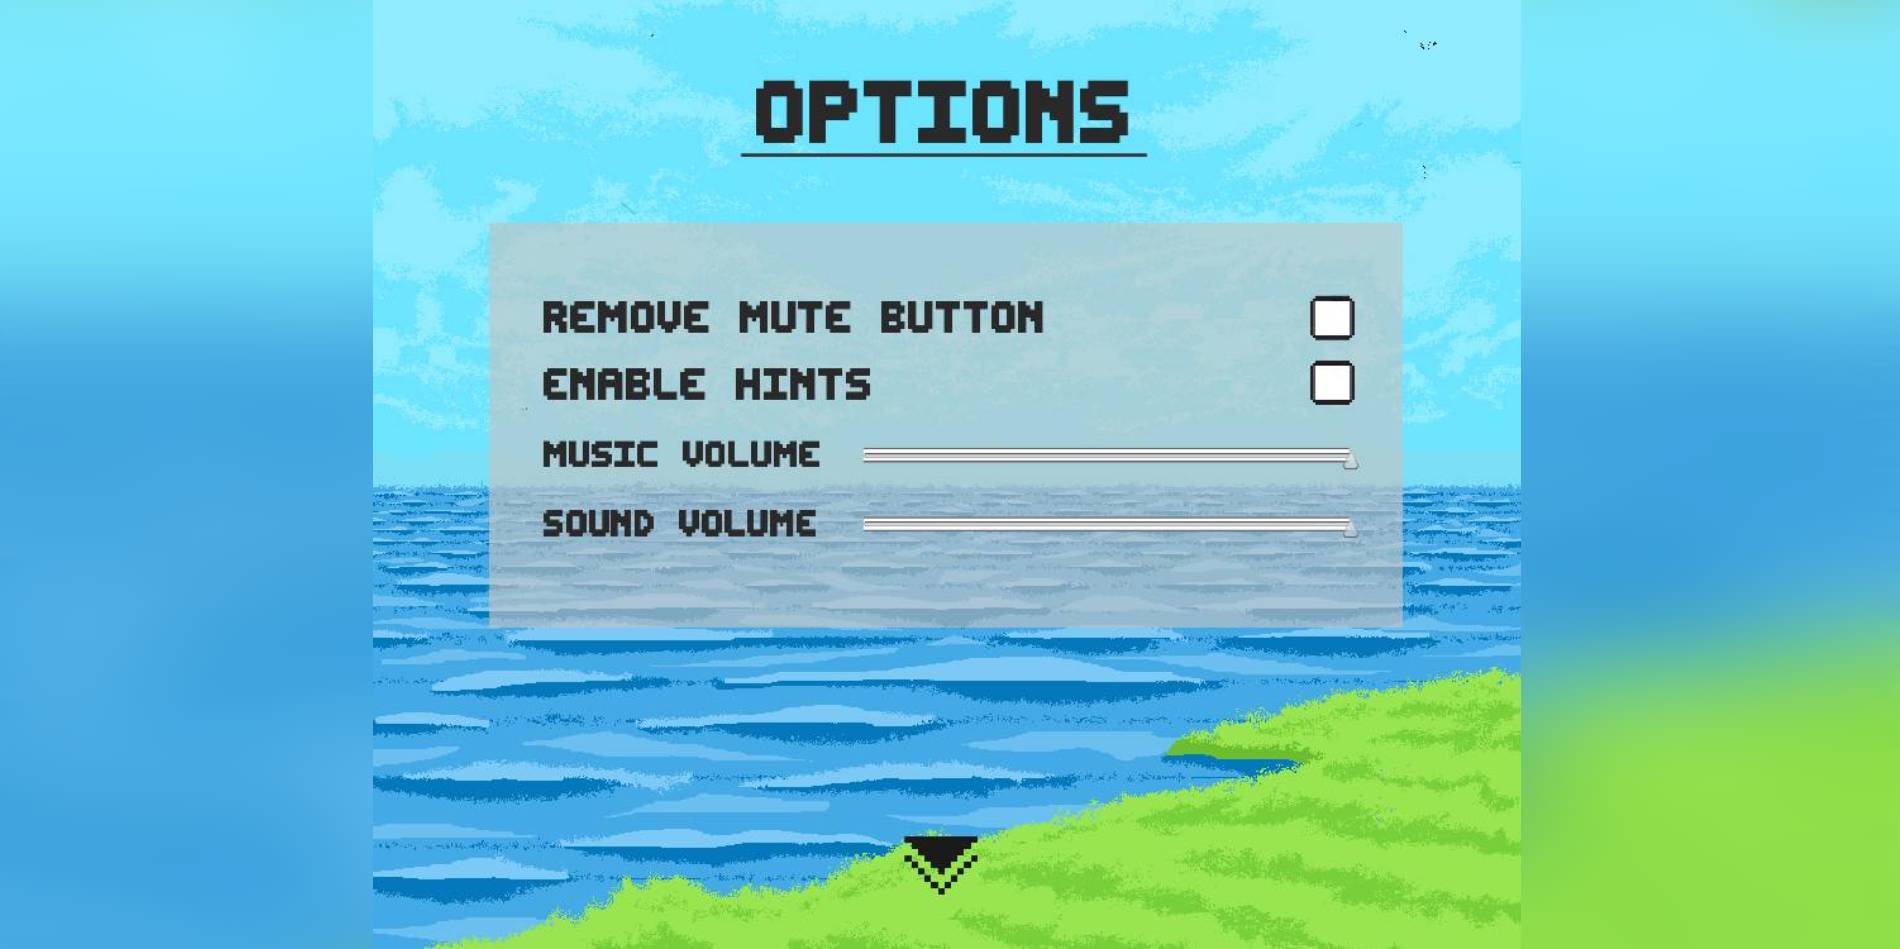 OPTIONS
REMOVE MUTE BUTTON
ENABLE HINTS
MUSIC VOLUME
SOUND VOLUME